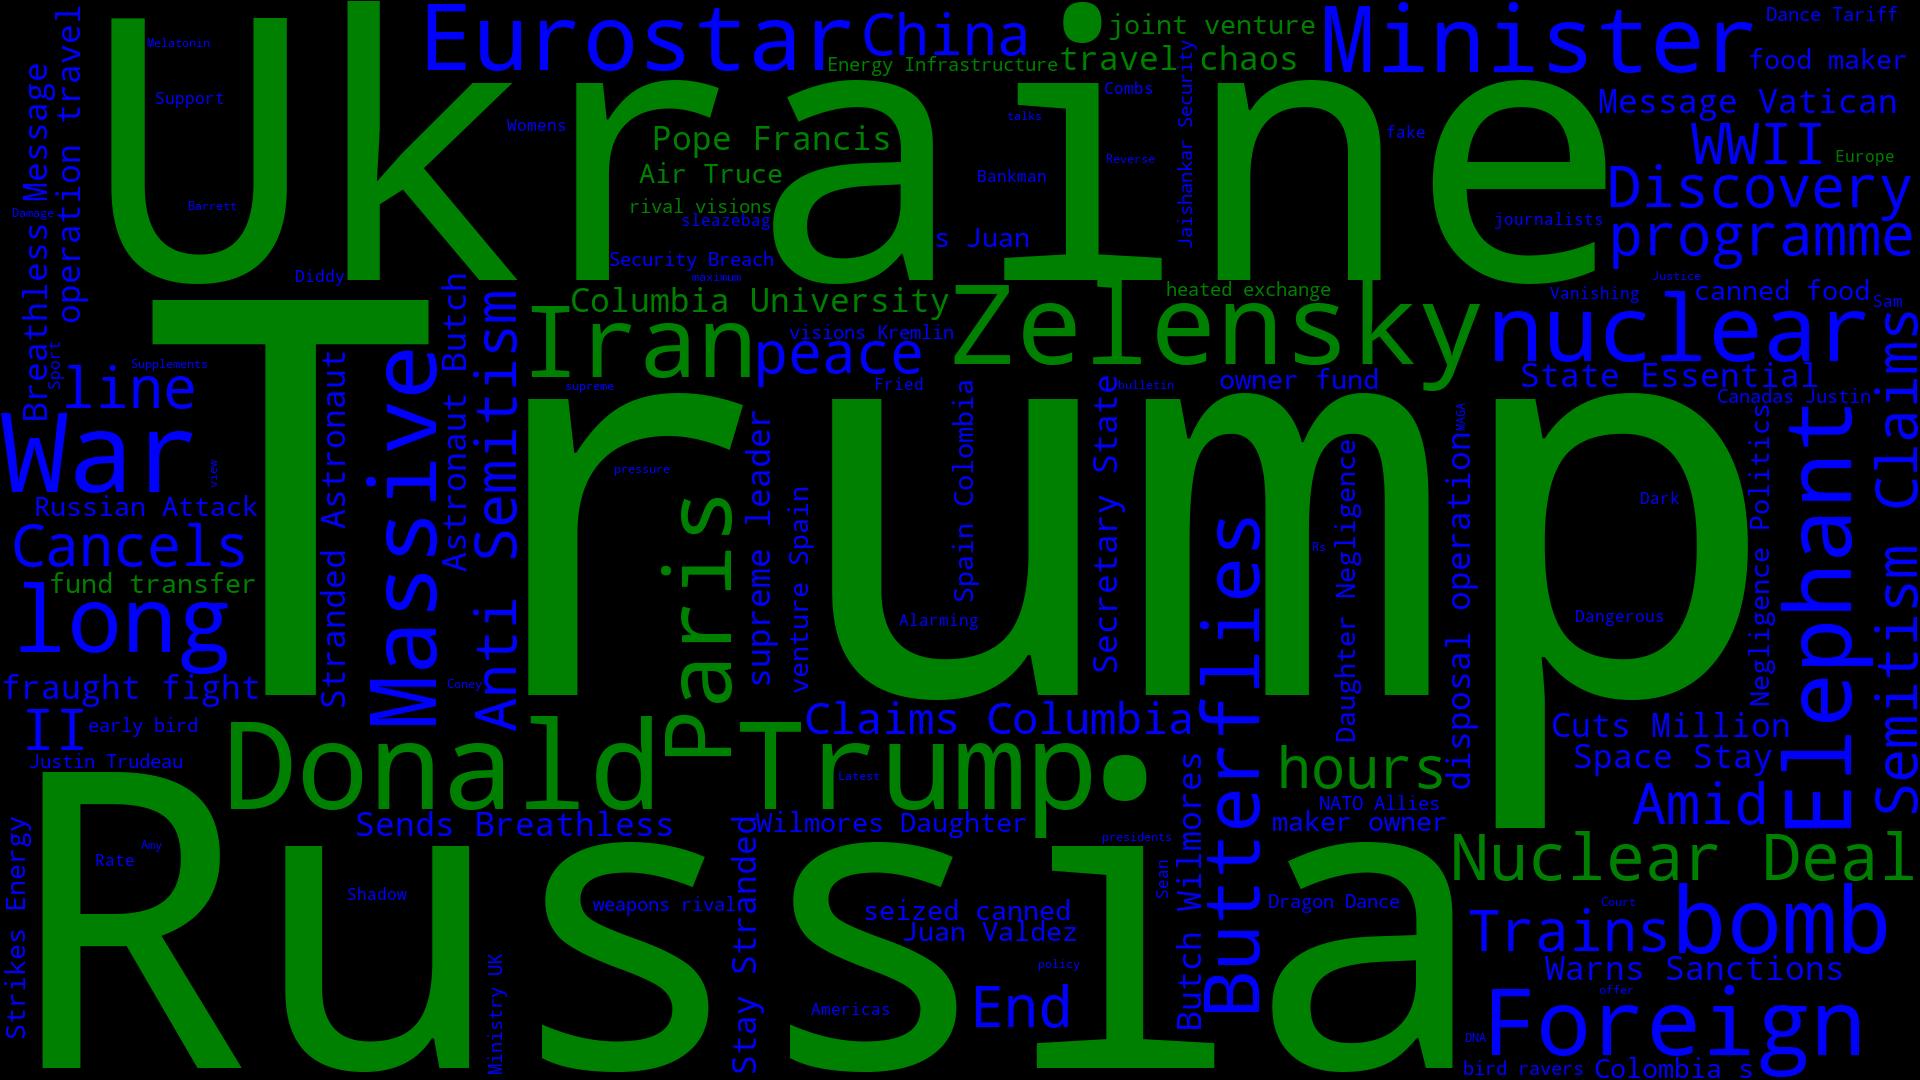 Ukraine
Trump
Russia
Donald Trump
Zelensky
Iran
Paris
Eurostar
Minister
China
joint venture
Energy Infrastructure
travel chaos
Dance Tariff
food maker
Message Vatican
WWII
Europe
Discovery
programme
Melatonin
Support
Barrett
Damage
Diddy
Womens
Pope Francis
Air Truce
rival visions
sleazebag
Security Breach
maximum
talks
Combs
Reverse
Bankman
s Juan
Jaishankar Security
fake
journalists
Justice
Breathless Message
operation travel
Sport
Supplements
line
War
view
Russian Attack
Cancels
fund transfer
long
fraught fight
II
early bird
Justin Trudeau
Stranded Astronaut
Massive
Astronaut Butch
Anti Semitism
Coney
Columbia University
visions Kremlin
peace
heated exchange
supreme
pressure
supreme leader
venture Spain
Fried
Spain Colombia
Alarming
Secretary State
bulletin
owner fund
Butterflies
Rs
Daughter Negligence
MAGA
disposal operation
nuclear
Vanishing
canned food
Sam
State Essential
Canadas Justin
Dark
Dangerous
Negligence Politics
Elephant
Semitism Claims
Claims Columbia
Latest
hours
NATO Allies
maker owner
Cuts Million
Space Stay
Amid
Nuclear Deal
Sends Breathless
Wilmores Daughter
presidents
Strikes Energy
Rate
Amy
Shadow
Ministry UK
weapons rival
Stay Stranded
seized canned
Juan Valdez
policy
Americas
End
Sean
Butch Wilmores
Dragon Dance
Court
Trains
bomb
Warns Sanctions
offer
Foreign
DNA
bird ravers
Colombia s